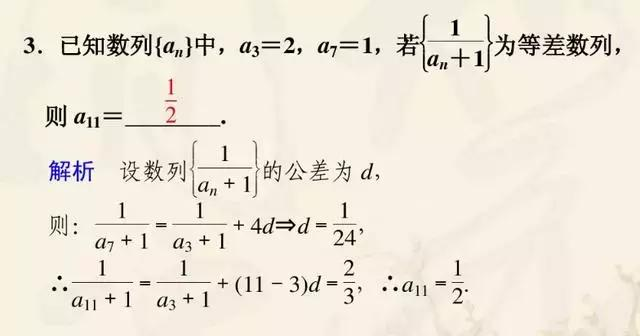 3. 已知数列{aₙ}中，a₃=2，a₇=1，若{1/(aₙ+1)}为等差数列，
则 a₁₁=1/2.
解析 设数列{1/(aₙ+1)}的公差为 d，
则：1/(a₇+1)=1/(a₃+1)+4d⇒d=1/24，
∴1/(a₁₁+1)=1/(a₃+1)+(11-3)d=2/3，∴a₁₁=1/2.